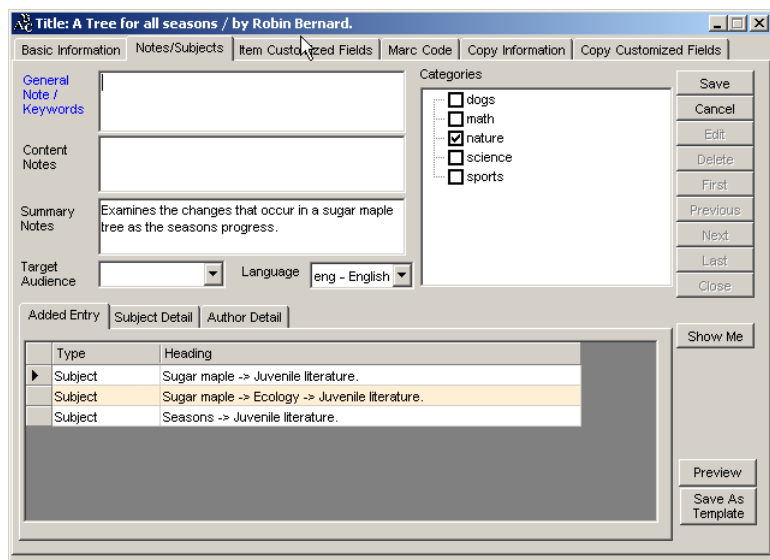 Title: A Tree for all seasons / by Robin Bernard.
Basic Information Notes/Subjects Item Customized Fields Marc Code Copy Information Copy Customized Fields
General
Note /
Keywords
Categories
dogs
math
nature
science
sports
Content
Notes
Summary
Notes
Examines the changes that occur in a sugar maple
tree as the seasons progress.
Target
Audience
Language
eng - English
Save
Cancel
Edit
Delete
First
Previous
Next
Last
Close
Added Entry Subject Detail Author Detail
Show Me
Type Heading
Subject Sugar maple -> Juvenile literature.
Subject Sugar maple -> Ecology -> Juvenile literature.
Subject Seasons -> Juvenile literature.
Preview
Save As
Template